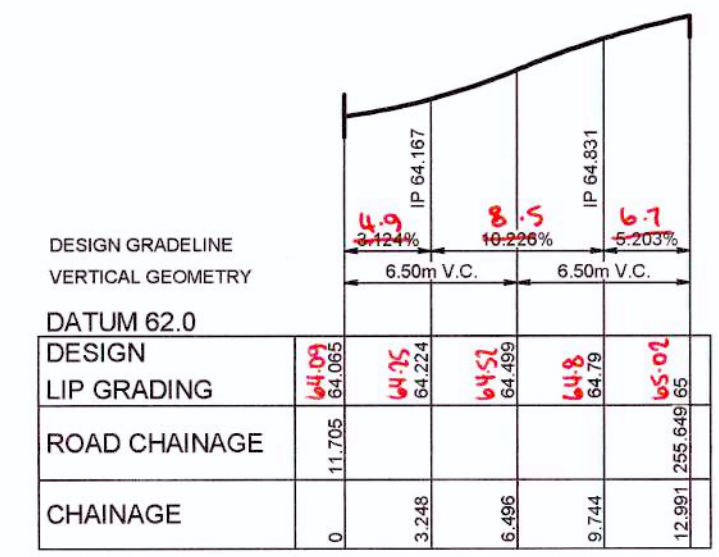 IP 64.167
IP 64.831
4.9 8.5 6.7
DESIGN GRADELINE 3.124% 10.226% 5.203%
VERTICAL GEOMETRY 6.50m V.C. 6.50m V.C.
DATUM 62.0
64.09 64.25 64.52 64.8 65.02
DESIGN
LIP GRADING 64.065 64.224 64.499 64.79 65
ROAD CHAINAGE 11.705 255.649
CHAINAGE 0 3.248 6.496 9.744 12.991